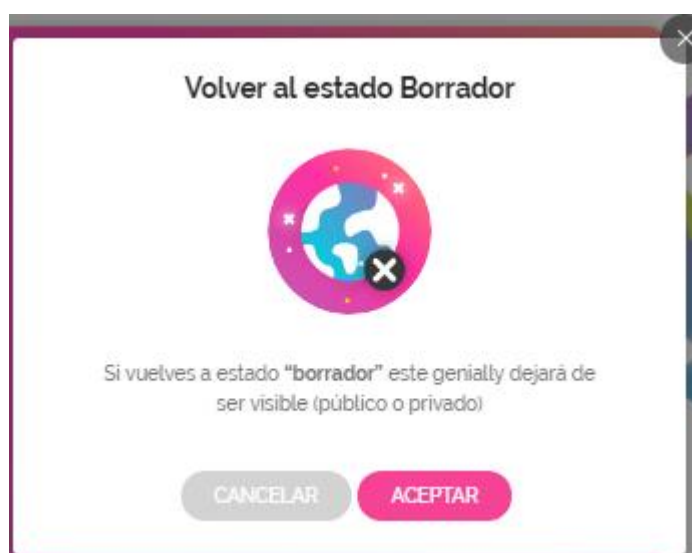 Volver al estado Borrador
Si vuelves a estado “borrador” este genially dejará de
ser visible (público o privado)
CANCELAR
ACEPTAR